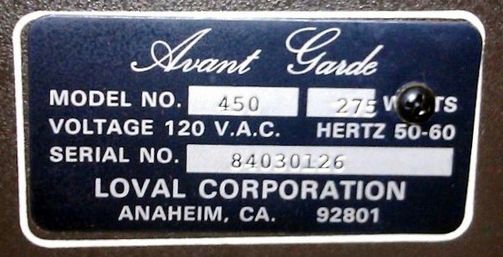 Avant Garde
MODEL NO. 450 275 WATTS
VOLTAGE 120 V.A.C. HERTZ 50-60
SERIAL NO. 84030126
LOVAL CORPORATION
ANAHEIM, CA. 92801